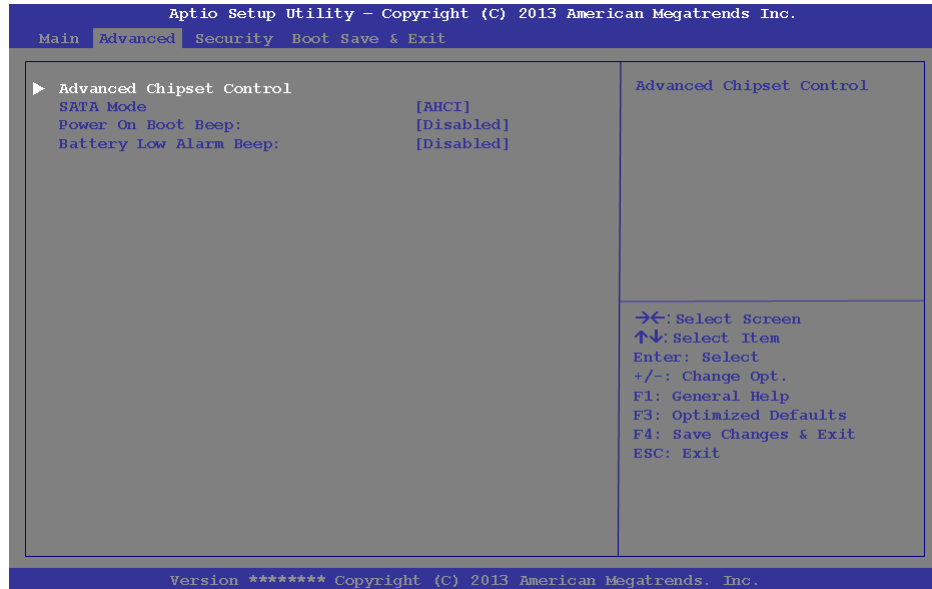 Aptio Setup Utility – Copyright (C) 2013 American Megatrends Inc.
Main Advanced Security Boot Save & Exit
▶ Advanced Chipset Control
SATA Mode [AHCI]
Power On Boot Beep: [Disabled]
Battery Low Alarm Beep: [Disabled]
Advanced Chipset Control
→←:Select Screen
↑↓:Select Item
Enter: Select
+/-: Change Opt.
F1: General Help
F3: Optimized Defaults
F4: Save Changes & Exit
ESC: Exit
Version ******** Copyright (C) 2013 American Megatrends. Inc.